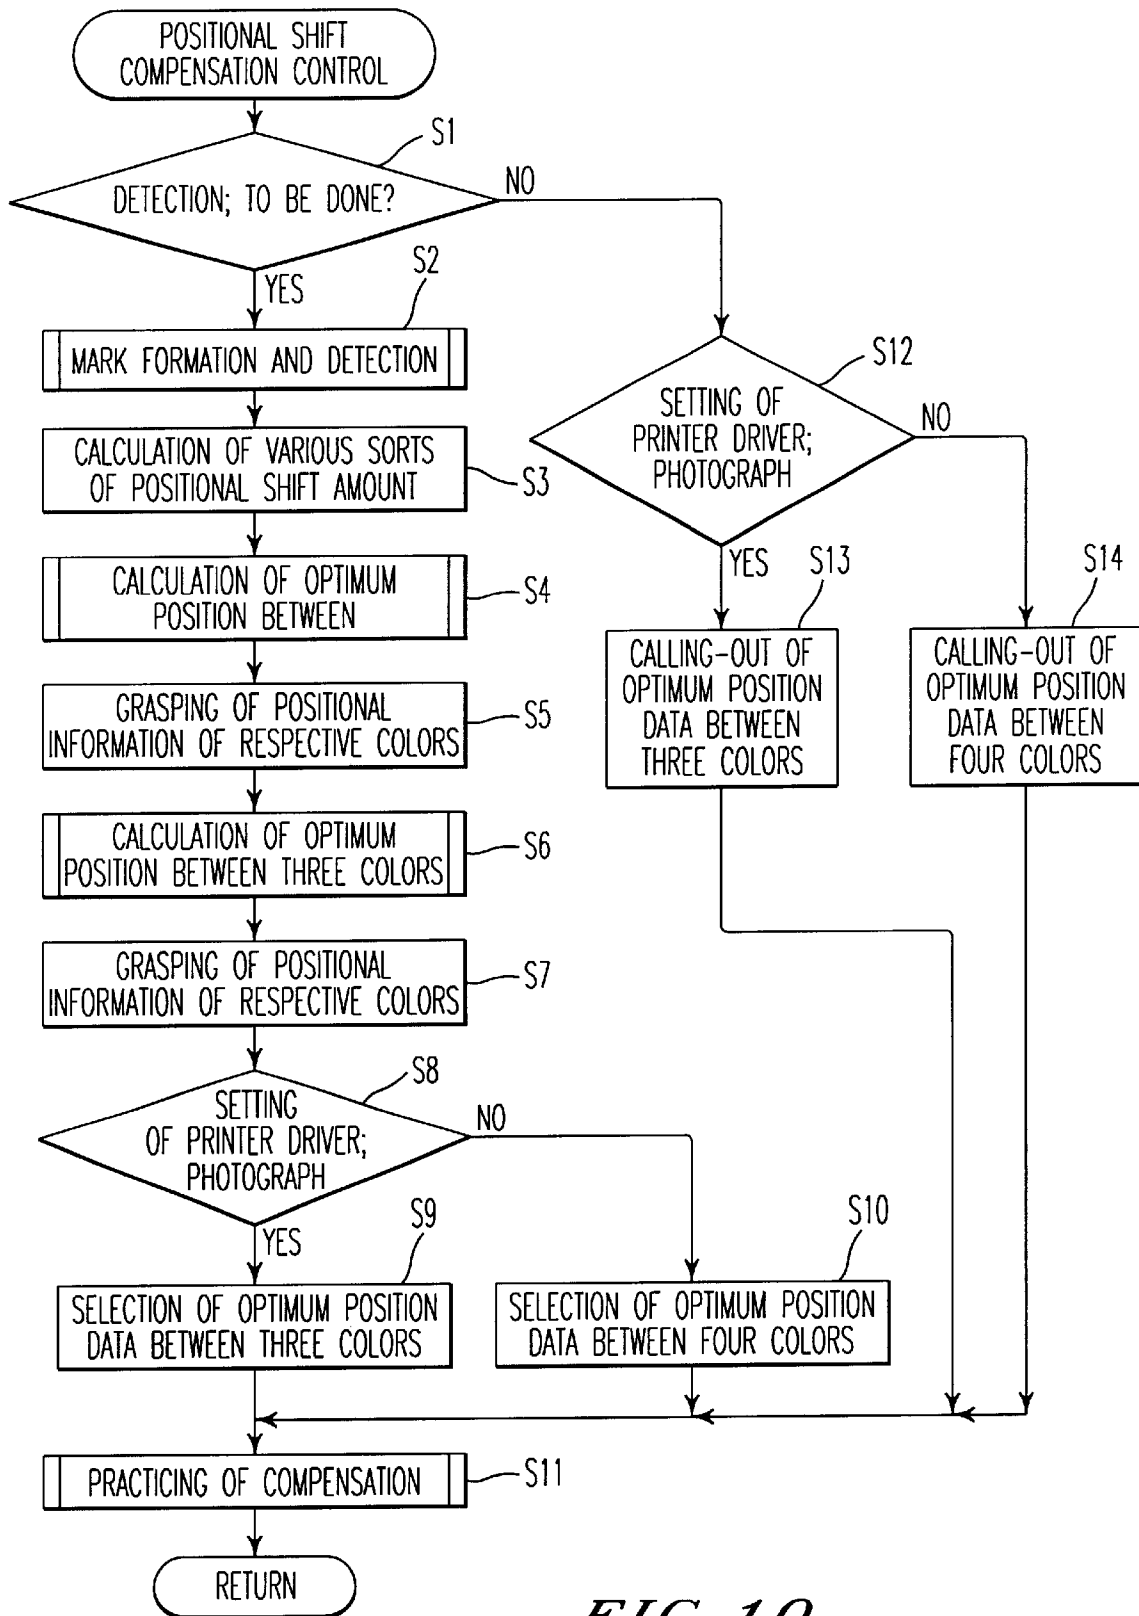 POSITIONAL SHIFT
COMPENSATION CONTROL
S1
DETECTION; TO BE DONE?
NO
YES
S2
MARK FORMATION AND DETECTION
CALCULATION OF VARIOUS SORTS
OF POSITIONAL SHIFT AMOUNT
S3
CALCULATION OF OPTIMUM
POSITION BETWEEN
S4
GRASPING OF POSITIONAL
INFORMATION OF RESPECTIVE COLORS
S5
CALCULATION OF OPTIMUM
POSITION BETWEEN THREE COLORS
S6
GRASPING OF POSITIONAL
INFORMATION OF RESPECTIVE COLORS
S7
S8
SETTING
OF PRINTER DRIVER;
PHOTOGRAPH
NO
YES
S9
SELECTION OF OPTIMUM POSITION
DATA BETWEEN THREE COLORS
S10
SELECTION OF OPTIMUM POSITION
DATA BETWEEN FOUR COLORS
PRACTICING OF COMPENSATION
S11
RETURN
S12
SETTING OF
PRINTER DRIVER;
PHOTOGRAPH
NO
YES
S13
CALLING-OUT OF
OPTIMUM POSITION
DATA BETWEEN
THREE COLORS
S14
CALLING-OUT OF
OPTIMUM POSITION
DATA BETWEEN
FOUR COLORS